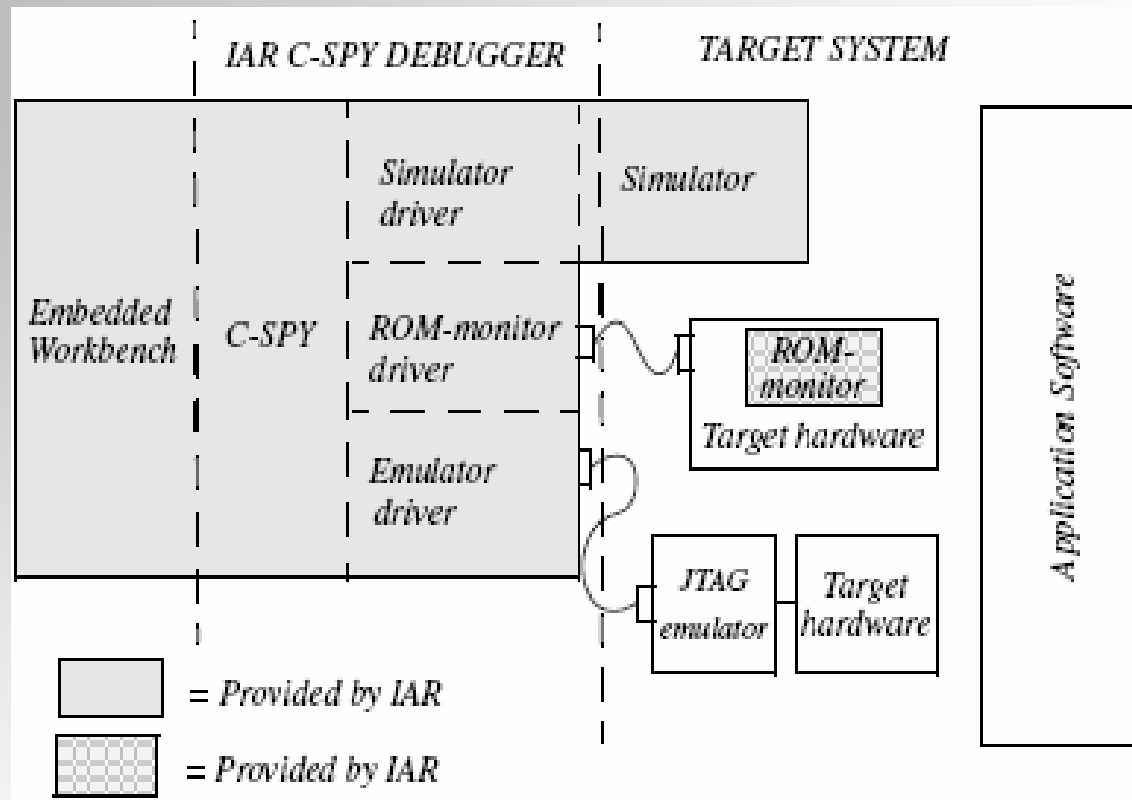 IAR C-SPY DEBUGGER
TARGET SYSTEM
Simulator
driver
Simulator
Embedded
Workbench
C-SPY
ROM-monitor
driver
ROM-
monitor
Target hardware
Emulator
driver
JTAG
emulator
Target
hardware
Application Software
= Provided by IAR
= Provided by IAR